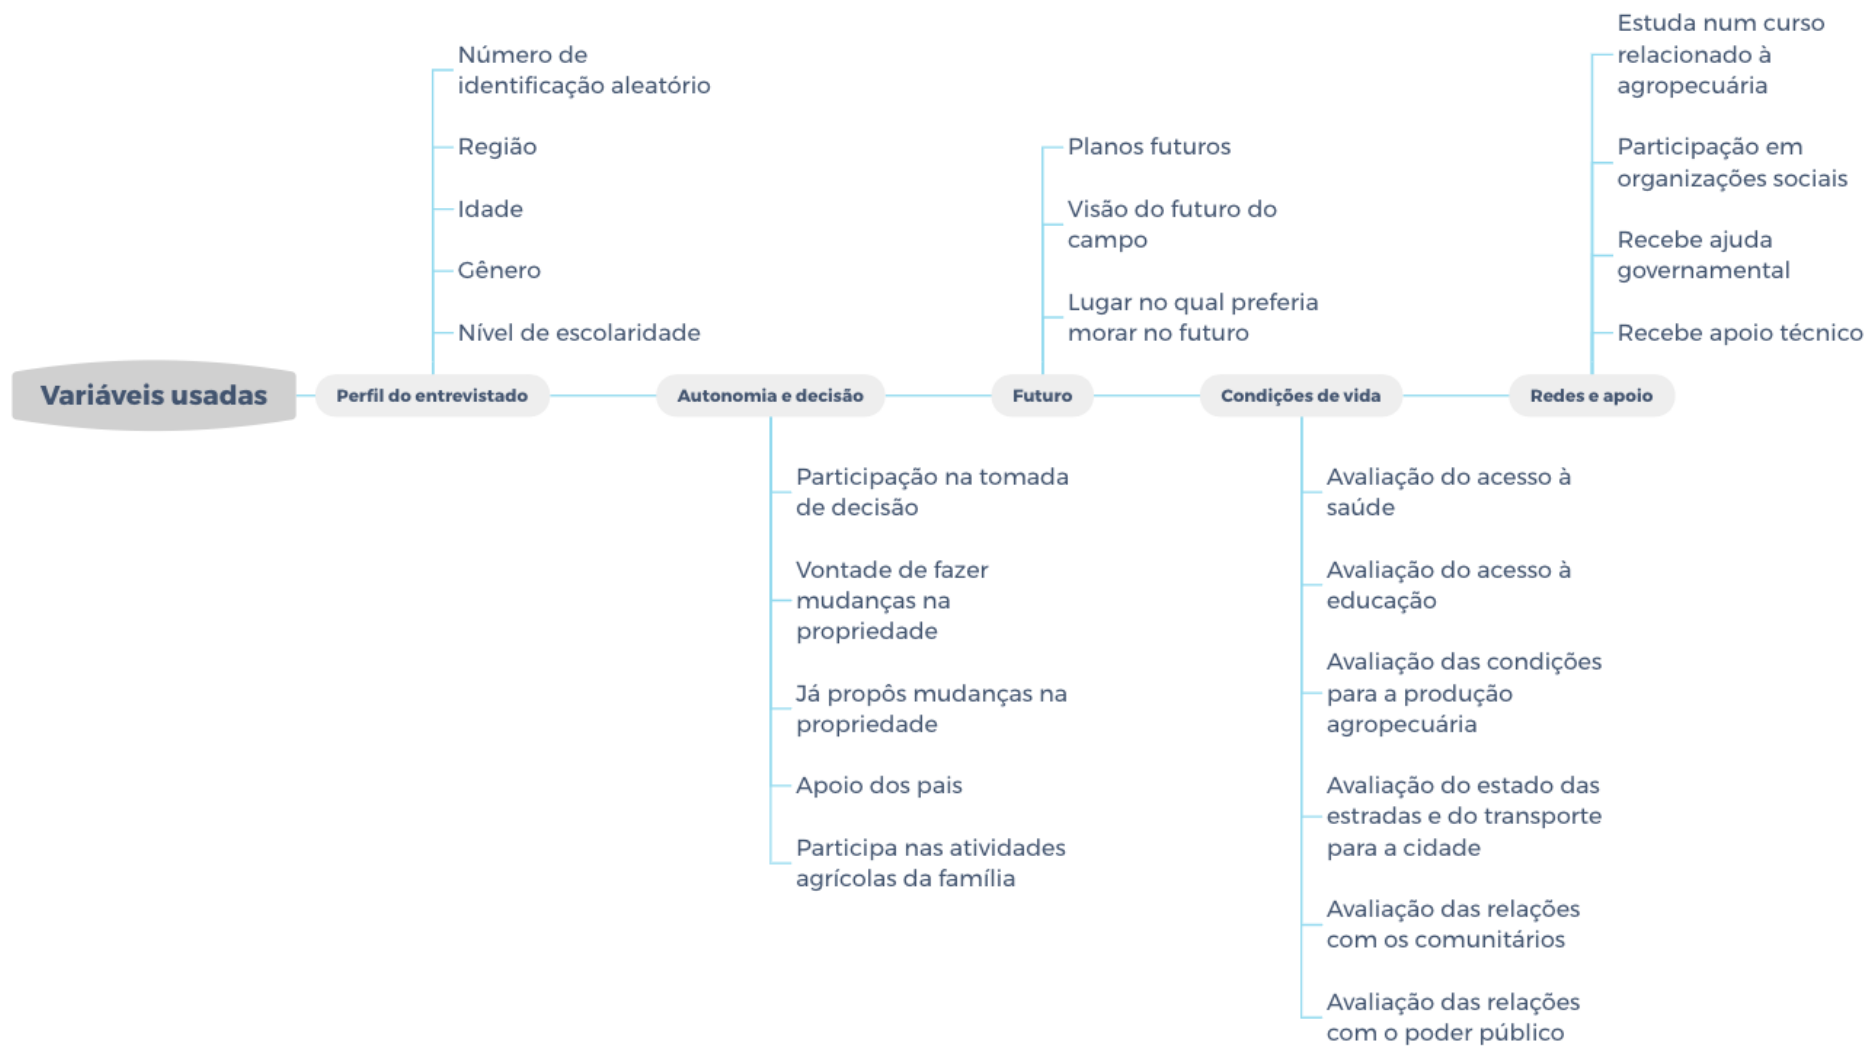 Variáveis usadas
Perfil do entrevistado
Número de
identificação aleatório
Região
Idade
Gênero
Nível de escolaridade
Autonomia e decisão
Participação na tomada
de decisão
Vontade de fazer
mudanças na
propriedade
Já propôs mudanças na
propriedade
Apoio dos pais
Participa nas atividades
agrícolas da família
Futuro
Planos futuros
Visão do futuro do
campo
Lugar no qual preferia
morar no futuro
Condições de vida
Avaliação do acesso à
saúde
Avaliação do acesso à
educação
Avaliação das condições
para a produção
agropecuária
Avaliação do estado das
estradas e do transporte
para a cidade
Avaliação das relações
com os comunitários
Avaliação das relações
com o poder público
Redes e apoio
Estuda num curso
relacionado à
agropecuária
Participação em
organizações sociais
Recebe ajuda
governamental
Recebe apoio técnico